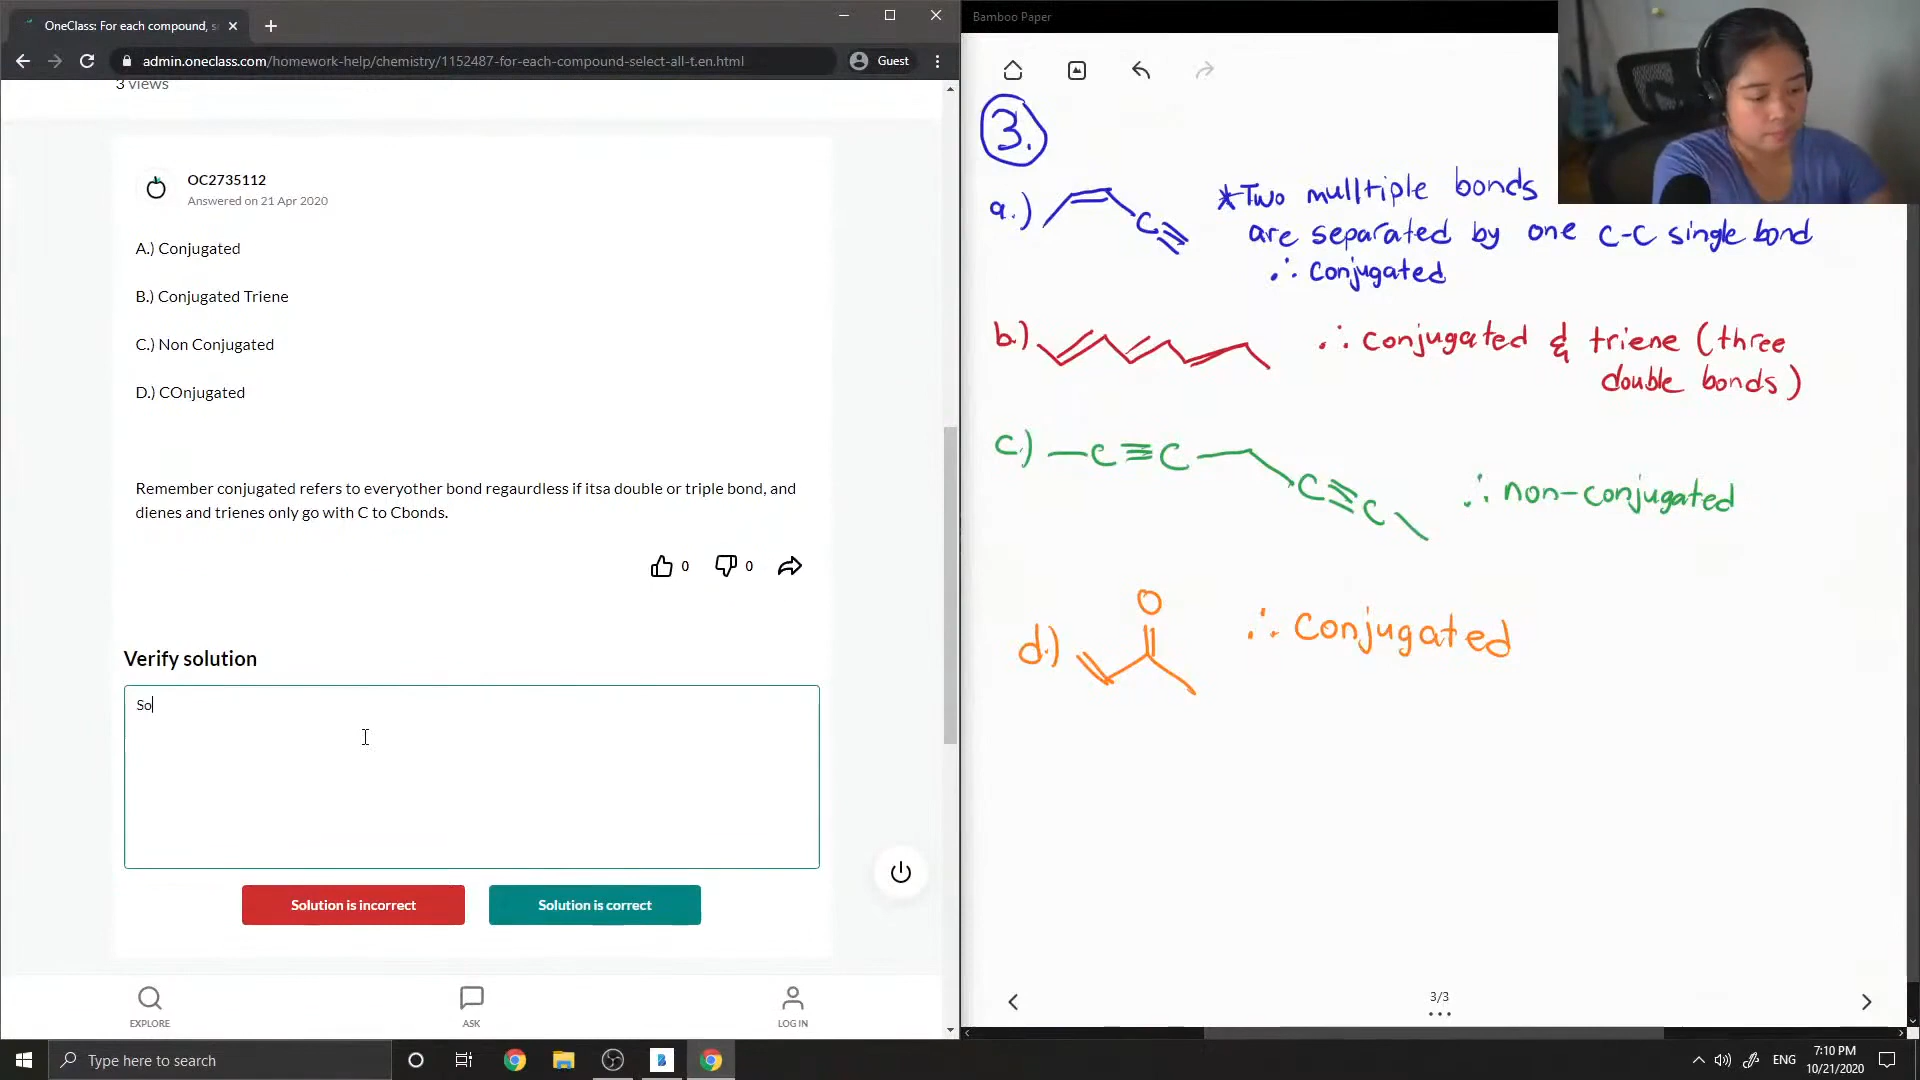 OneClass: For each compound, s
admin.oneclass.com/homework-help/chemistry/1152487-for-each-compound-select-all-t.en.html
Guest
3 views
OC2735112
Answered on 21 Apr 2020
A.) Conjugated
B.) Conjugated Triene
C.) Non Conjugated
D.) COnjugated
Remember conjugated refers to everyother bond regaurdless if itsa double or triple bond, and
dienes and trienes only go with C to Cbonds.
0
0
Verify solution
So
Solution is incorrect
Solution is correct
EXPLORE
ASK
LOG IN
Bamboo Paper
3.
a.) C≡
*Two mulltiple bonds
are separated by one C-C single bond
∴ conjugated
b.) ∴ conjugated & triene (three
double bonds)
c.) —C≡C
C≡C ∴ non-conjugated
O
d.) ∴ Conjugated
3/3
Type here to search
ENG
7:10 PM
10/21/2020